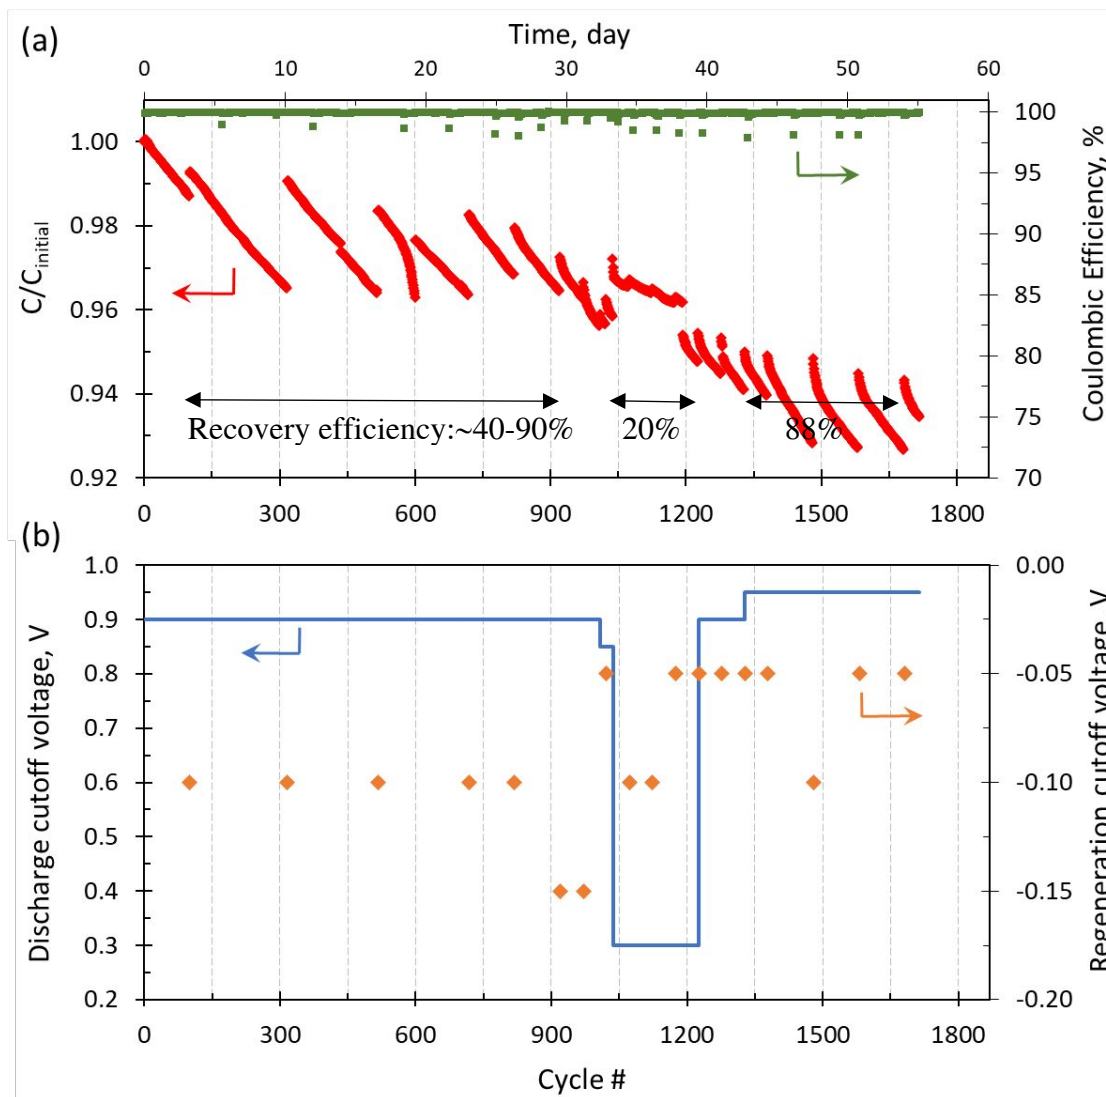 (a)
Time, day
0 10 20 30 40 50 60
1.00
0.98
0.96
0.94
0.92
C/Cinitial
100
95
90
85
80
75
70
Coulombic Efficiency, %
Recovery efficiency:~40-90% 20% 88%
0 300 600 900 1200 1500 1800
(b)
1.0
0.9
0.8
0.7
0.6
0.5
0.4
0.3
0.2
Discharge cutoff voltage, V
0.00
-0.05
-0.10
-0.15
-0.20
Regeneration cutoff voltage, V
0 300 600 900 1200 1500 1800
Cycle #